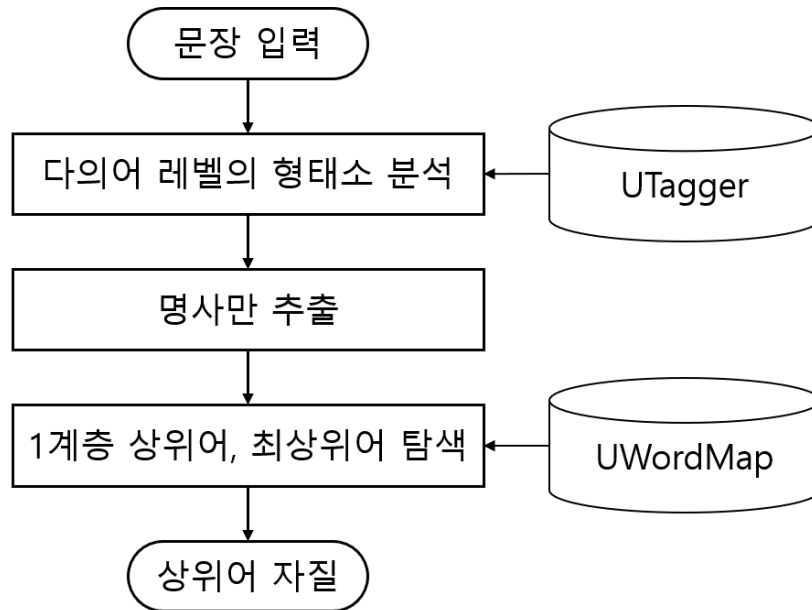 문장 입력
다의어 레벨의 형태소 분석
UTagger
명사만 추출
1계층 상위어, 최상위어 탐색
UWordMap
상위어 자질